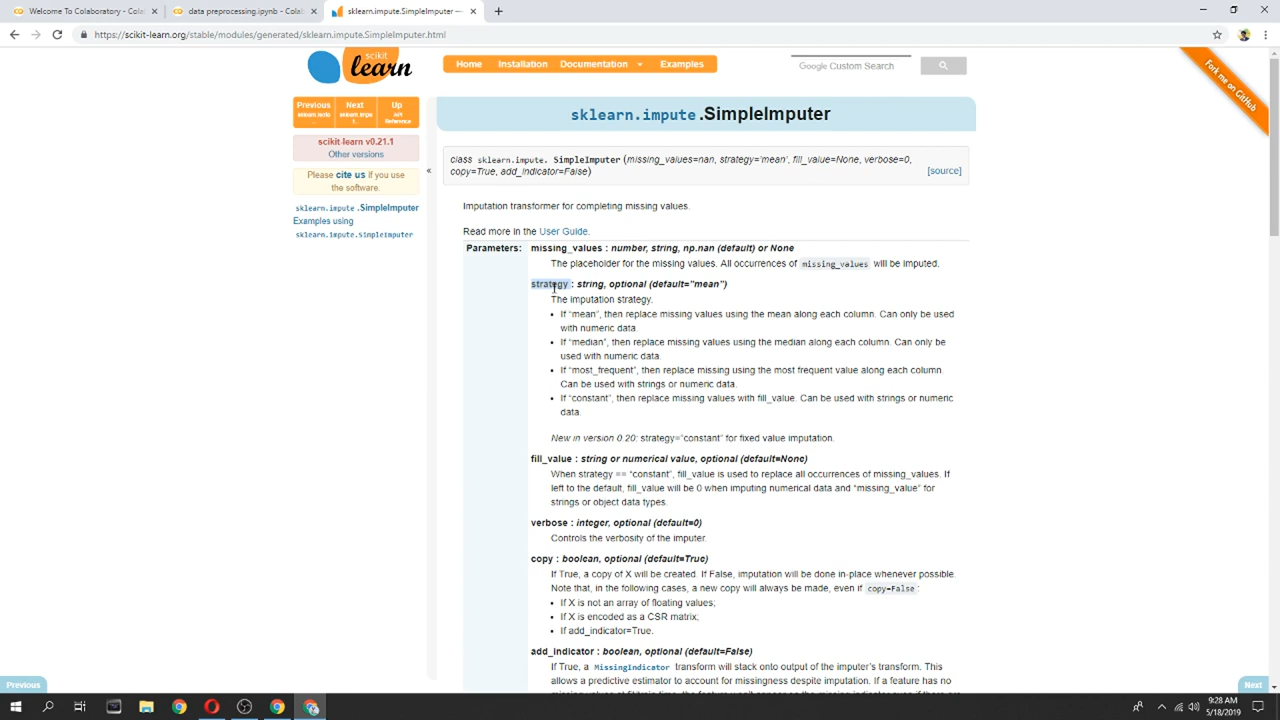 Welcome To Colaboratory - Colab
data preprocessing.ipynb - Colab
sklearn.impute.SimpleImputer —
https://scikit-learn.org/stable/modules/generated/sklearn.impute.SimpleImputer.html
scikit
learn
Home Installation Documentation Examples
Google Custom Search
Fork me on GitHub
Previous Next Up
API
Reference
scikit-learn v0.21.1
Other versions
Please cite us if you use
the software.
sklearn.impute.SimpleImputer
Examples using
sklearn.impute.SimpleImputer
«
sklearn.impute.SimpleImputer
class sklearn.impute. SimpleImputer (missing_values=nan, strategy='mean', fill_value=None, verbose=0,
copy=True, add_indicator=False)
[source]
Imputation transformer for completing missing values.
Read more in the User Guide.
Parameters: missing_values : number, string, np.nan (default) or None
The placeholder for the missing values. All occurrences of missing_values will be imputed.
strategy : string, optional (default="mean")
The imputation strategy.
• If "mean", then replace missing values using the mean along each column. Can only be used
with numeric data.
• If "median", then replace missing values using the median along each column. Can only be
used with numeric data.
• If "most_frequent", then replace missing using the most frequent value along each column.
Can be used with strings or numeric data.
• If "constant", then replace missing values with fill_value. Can be used with strings or numeric
data.
New in version 0.20: strategy="constant" for fixed value imputation.
fill_value : string or numerical value, optional (default=None)
When strategy == "constant", fill_value is used to replace all occurrences of missing_values. If
left to the default, fill_value will be 0 when imputing numerical data and "missing_value" for
strings or object data types.
verbose : integer, optional (default=0)
Controls the verbosity of the imputer.
copy : boolean, optional (default=True)
If True, a copy of X will be created. If False, imputation will be done in-place whenever possible.
Note that, in the following cases, a new copy will always be made, even if copy=False:
• If X is not an array of floating values;
• If X is encoded as a CSR matrix;
• If add_indicator=True.
add_indicator : boolean, optional (default=False)
If True, a MissingIndicator transform will stack onto output of the imputer's transform. This
allows a predictive estimator to account for missingness despite imputation. If a feature has no
Previous
Next
9:28 AM
5/18/2019